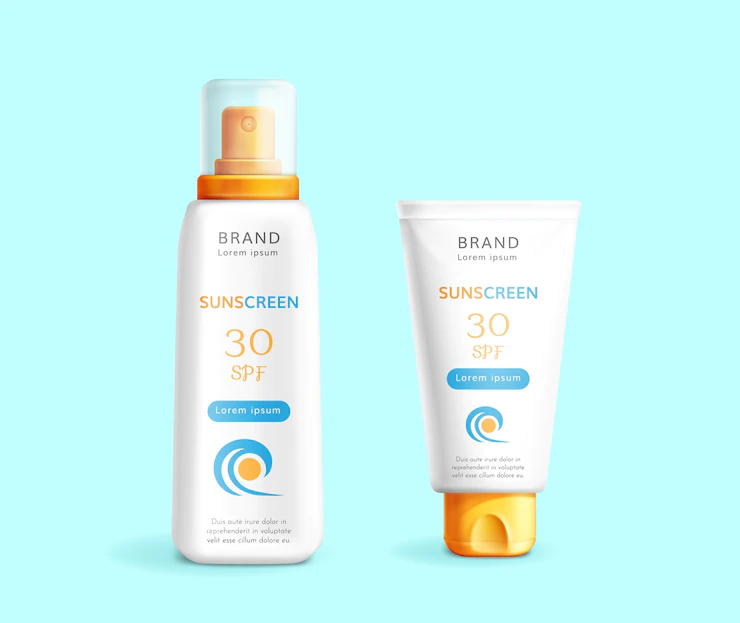 BRAND
Lorem ipsum
SUNSCREEN
30
SPF
Lorem ipsum
Duis aute irure dolor in
reprehenderit in voluptate
velit esse cillum dolore eu.
BRAND
Lorem ipsum
SUNSCREEN
30
SPF
Lorem ipsum
Duis aute irure dolor in
reprehenderit in voluptate
velit esse cillum dolore eu.